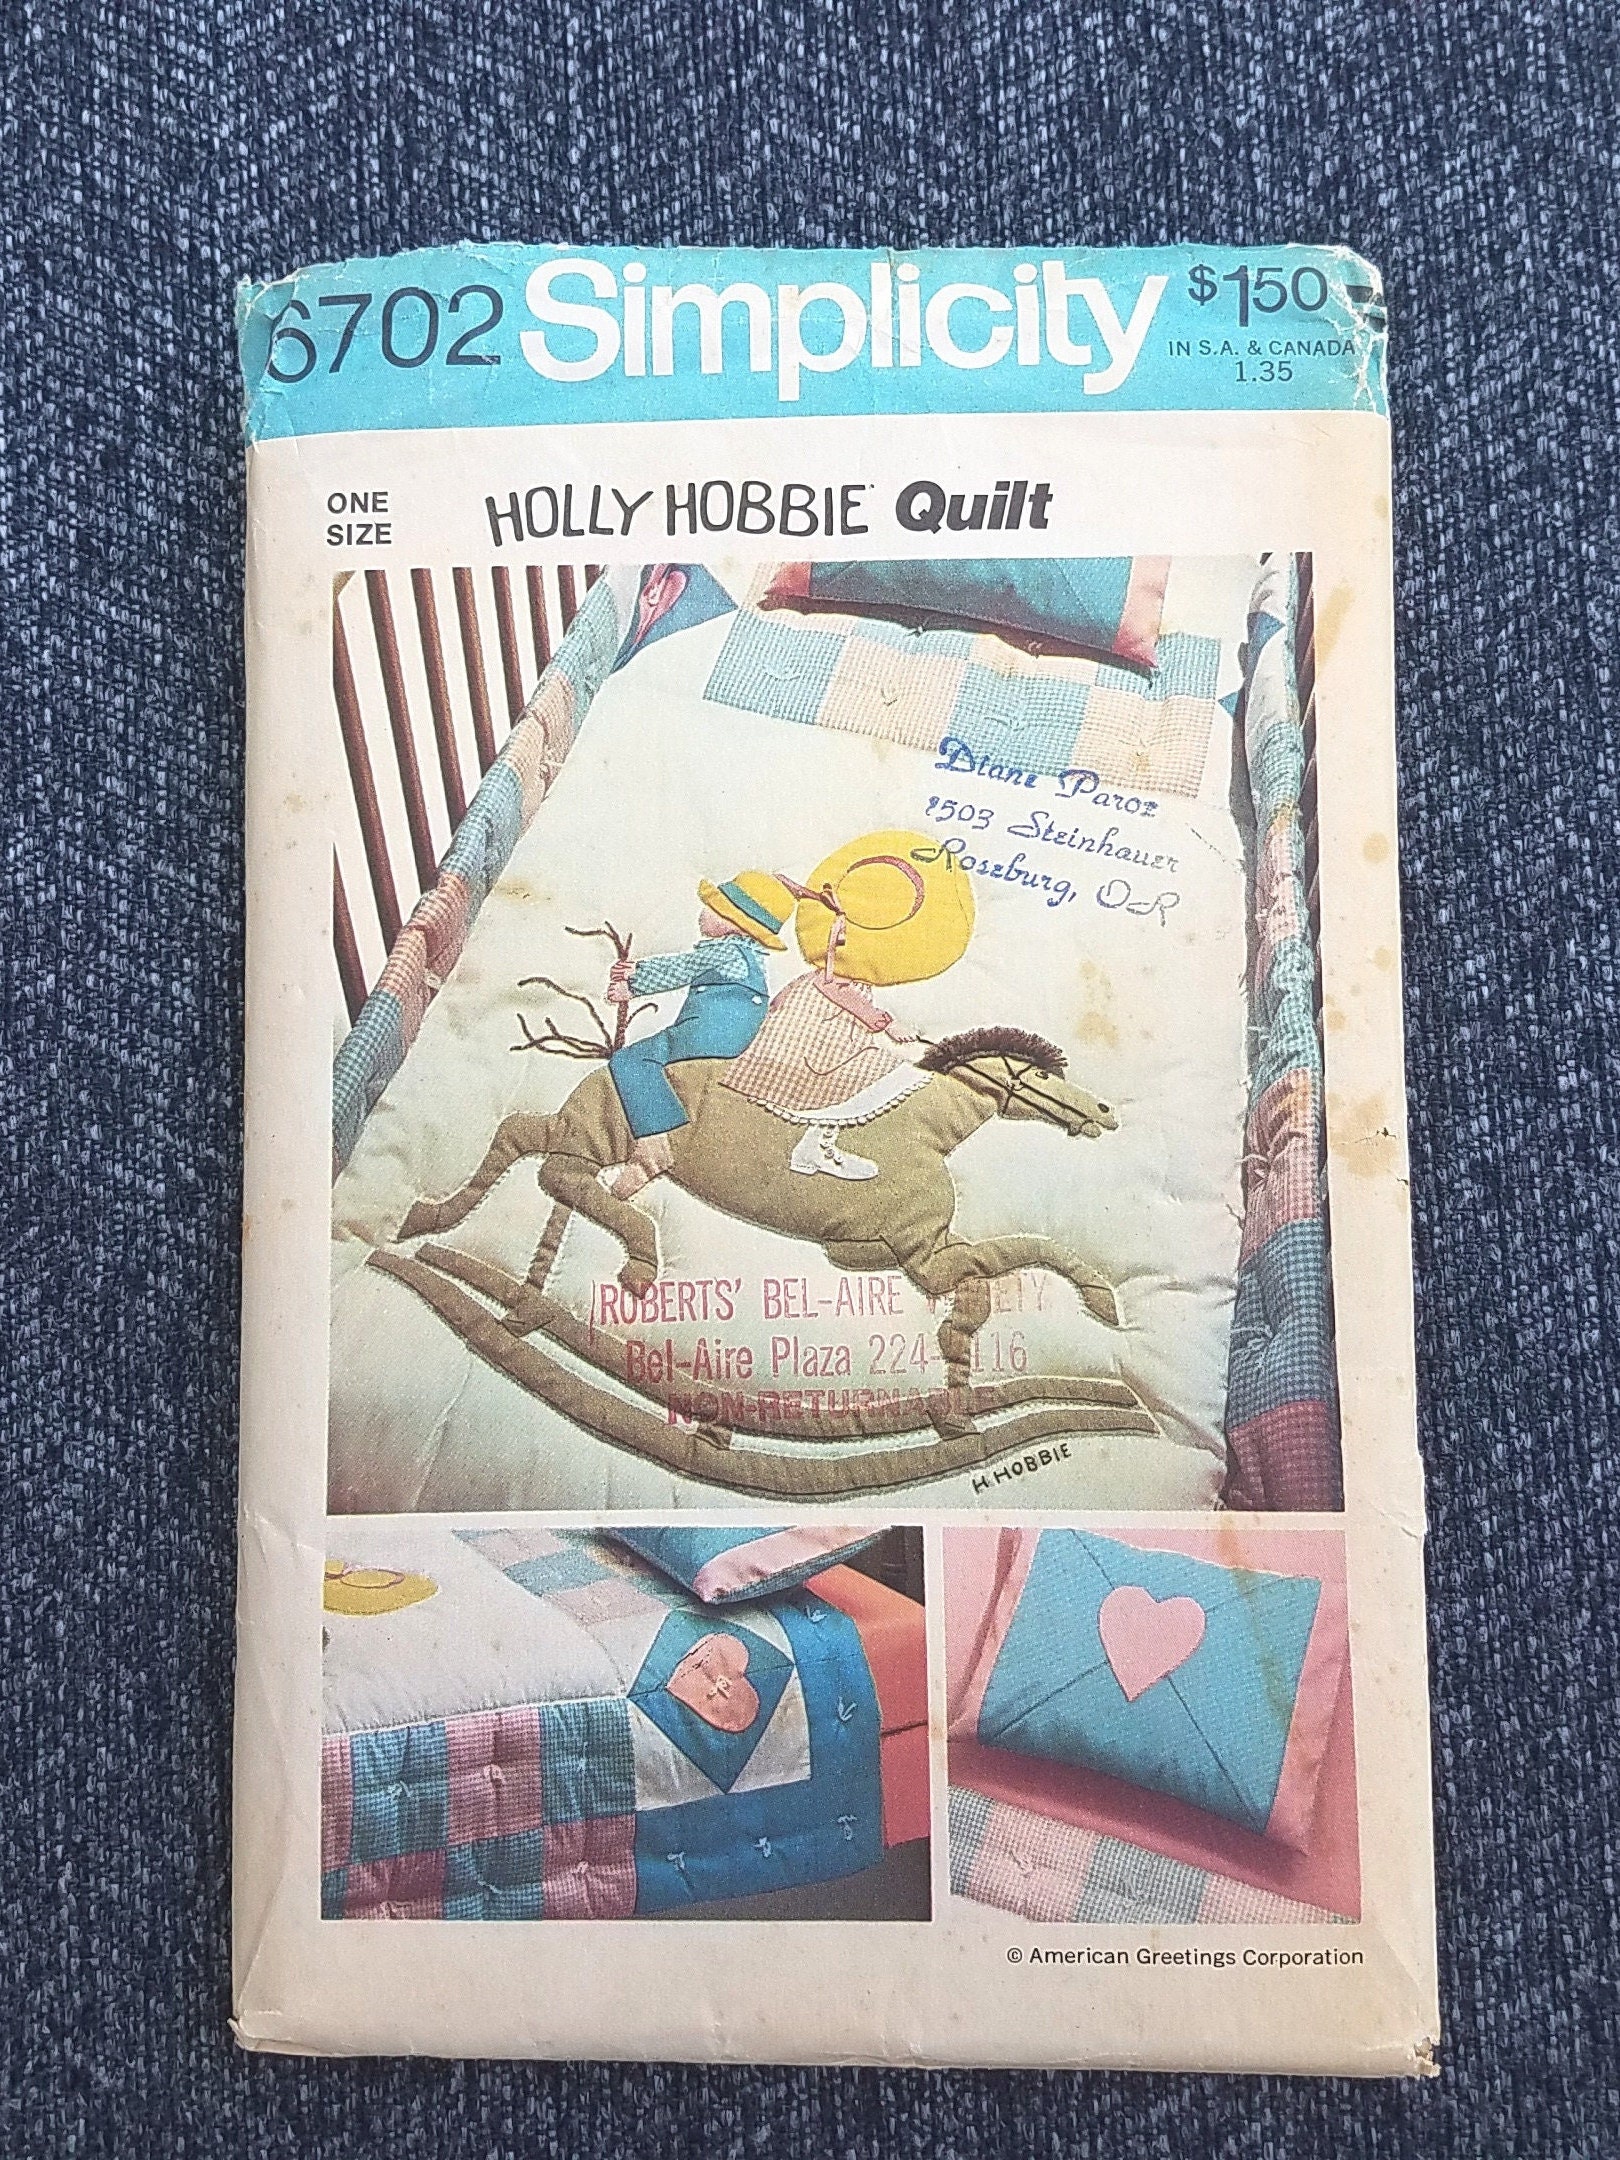 6702 Simplicity $1.50
IN S.A. & CANADA
1.35
ONE
SIZE
HOLLY HOBBIE Quilt
Diane Paroz
1503 Steinhauer
Roseburg, OR
ROBERTS' BEL-AIRE VARIETY
Bel-Aire Plaza
NON-RETURNABLE
H. HOBBIE
© American Greetings Corporation